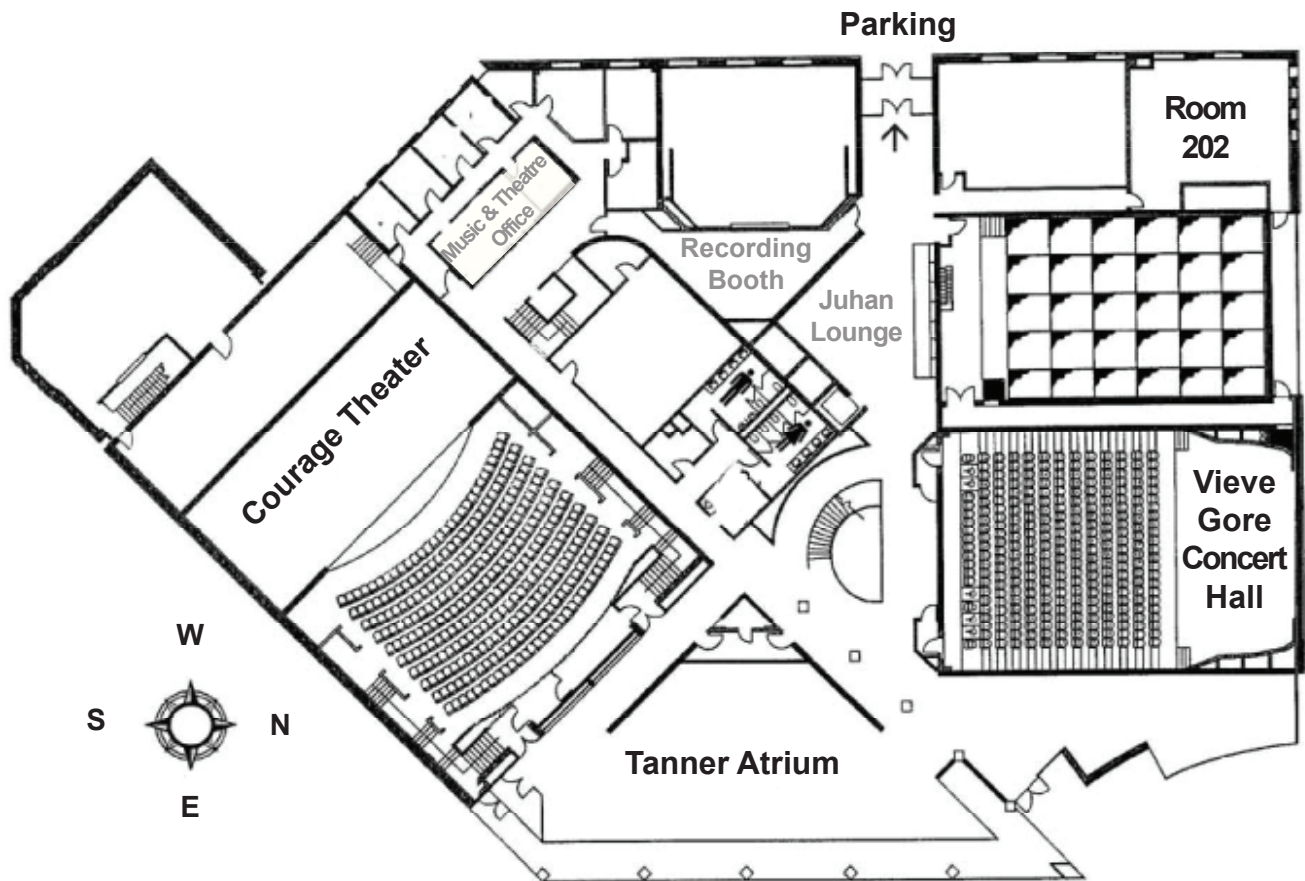 Parking
Room
202
Music & Theatre
Office
Recording
Booth
Juhan
Lounge
Courage Theater
Vieve
Gore
Concert
Hall
W
S
N
E
Tanner Atrium